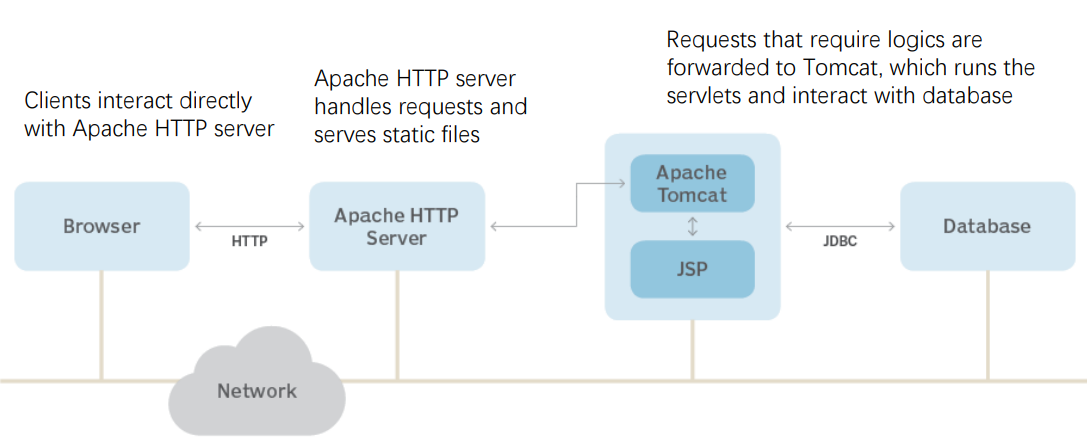 Clients interact directly
with Apache HTTP server
Apache HTTP server
handles requests and
serves static files
Requests that require logics are
forwarded to Tomcat, which runs the
servlets and interact with database
Browser
HTTP
Apache HTTP
Server
Apache
Tomcat
JSP
JDBC
Database
Network